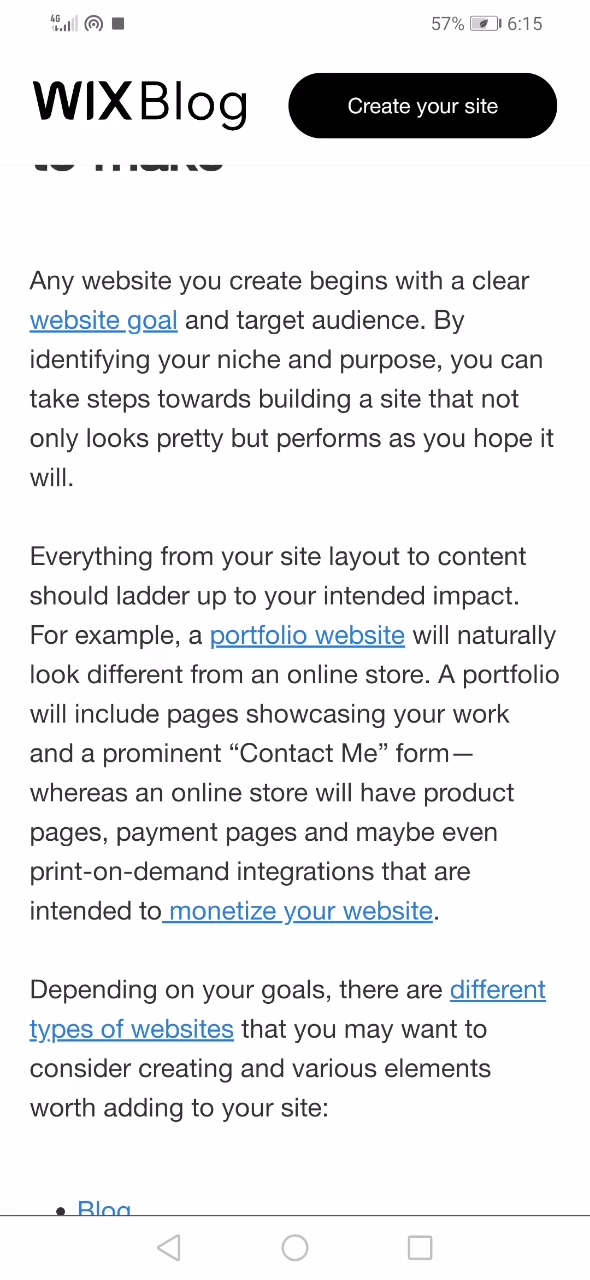 4G
57% 6:15
WIX Blog
Create your site
to make
Any website you create begins with a clear
website goal and target audience. By
identifying your niche and purpose, you can
take steps towards building a site that not
only looks pretty but performs as you hope it
will.
Everything from your site layout to content
should ladder up to your intended impact.
For example, a portfolio website will naturally
look different from an online store. A portfolio
will include pages showcasing your work
and a prominent “Contact Me” form—
whereas an online store will have product
pages, payment pages and maybe even
print-on-demand integrations that are
intended to monetize your website.
Depending on your goals, there are different
types of websites that you may want to
consider creating and various elements
worth adding to your site:
• Blog